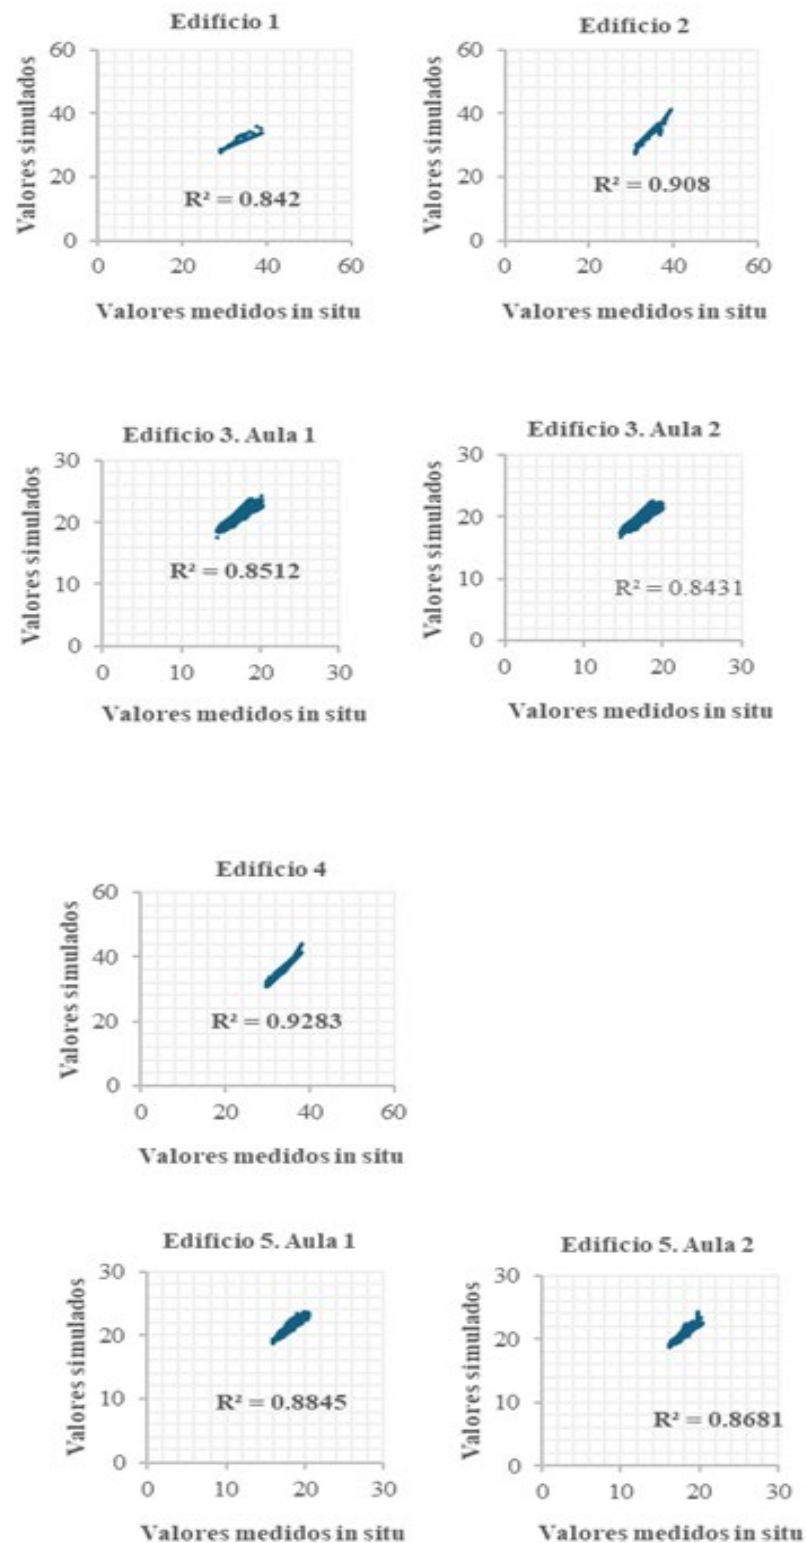 Edificio 1
60
40
20
0
Valores simulados
R² = 0.842
0 20 40 60
Valores medidos in situ
Edificio 2
60
40
20
0
Valores simulados
R² = 0.908
0 20 40 60
Valores medidos in situ
Edificio 3. Aula 1
30
20
10
0
Valores simulados
R² = 0.8512
0 10 20 30
Valores medidos in situ
Edificio 3. Aula 2
30
20
10
0
Valores simulados
R² = 0.8431
0 10 20 30
Valores medidos in situ
Edificio 4
60
40
20
0
Valores simulados
R² = 0.9283
0 20 40 60
Valores medidos in situ
Edificio 5. Aula 1
30
20
10
0
Valores simulados
R² = 0.8845
0 10 20 30
Valores medidos in situ
Edificio 5. Aula 2
30
20
10
0
Valores simulados
R² = 0.8681
0 10 20 30
Valores medidos in situ